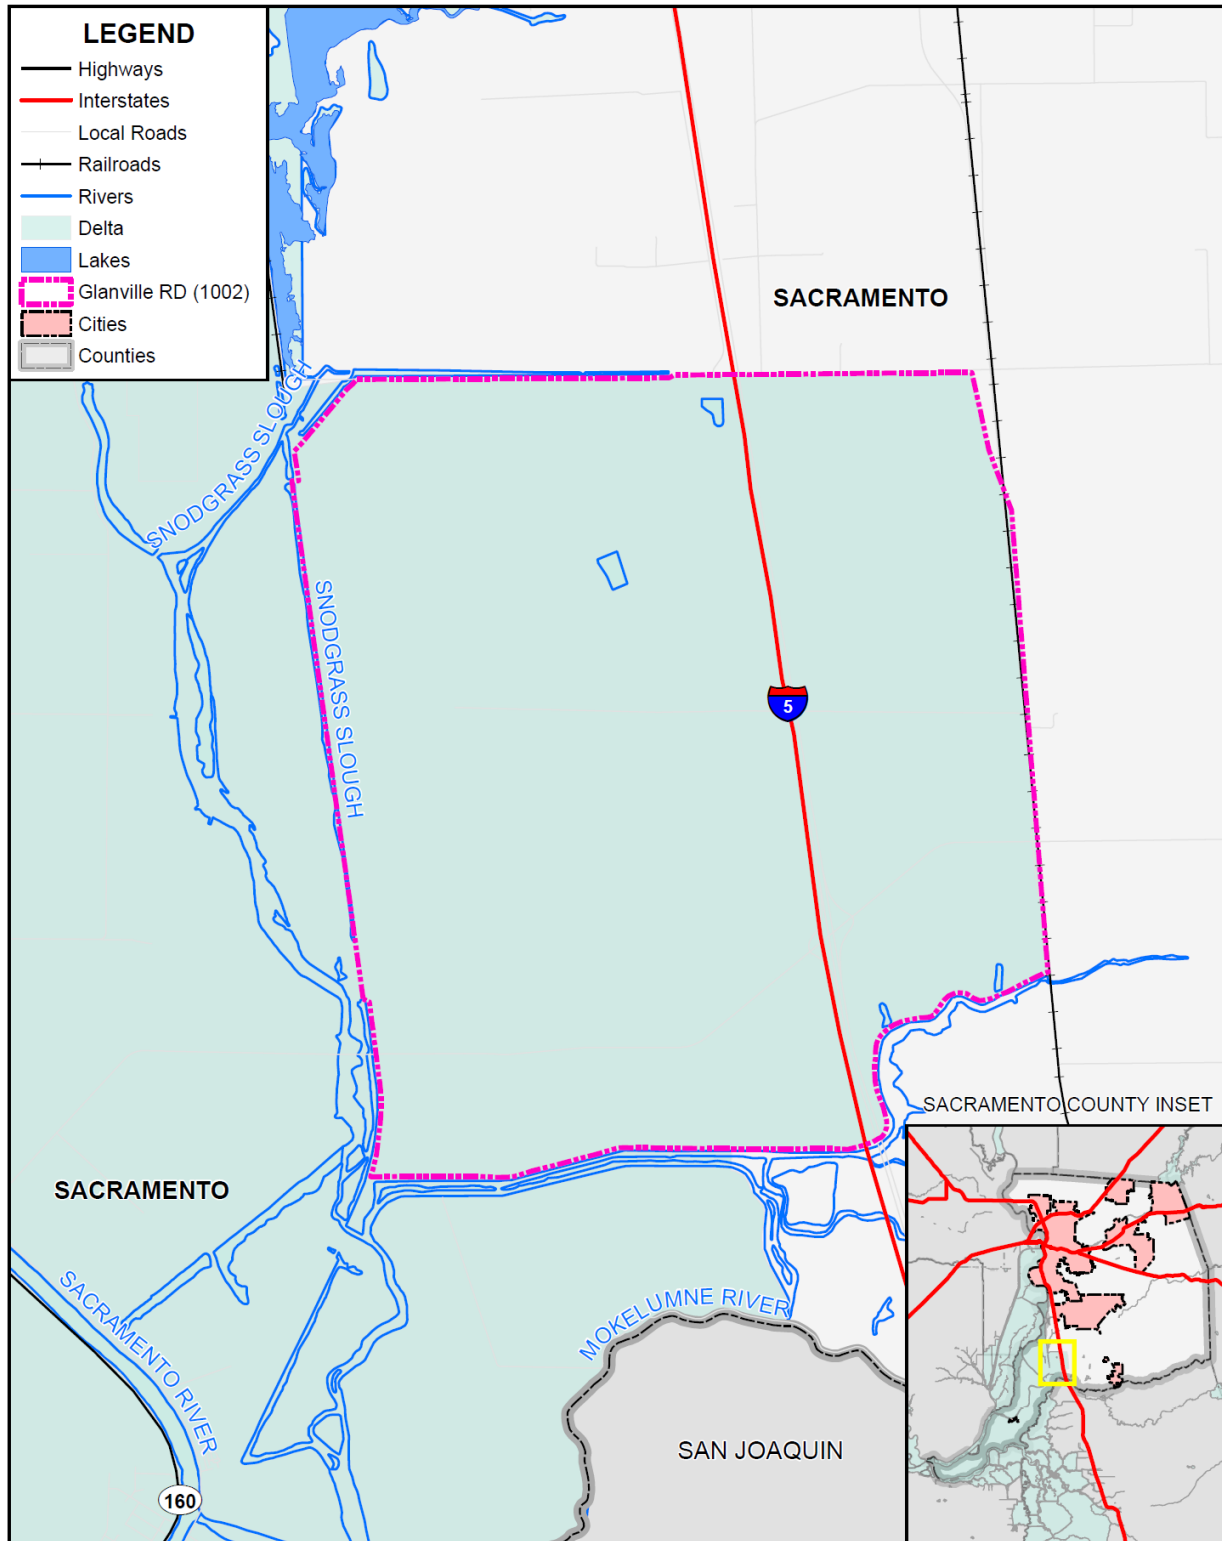 LEGEND
Highways
Interstates
Local Roads
Railroads
Rivers
Delta
Lakes
Glanville RD (1002)
Cities
Counties
SACRAMENTO
SNODGRASS SLOUGH
SNODGRASS SLOUGH
5
SACRAMENTO COUNTY INSET
SACRAMENTO
SACRAMENTO RIVER
MOKELUMNE RIVER
SAN JOAQUIN
160